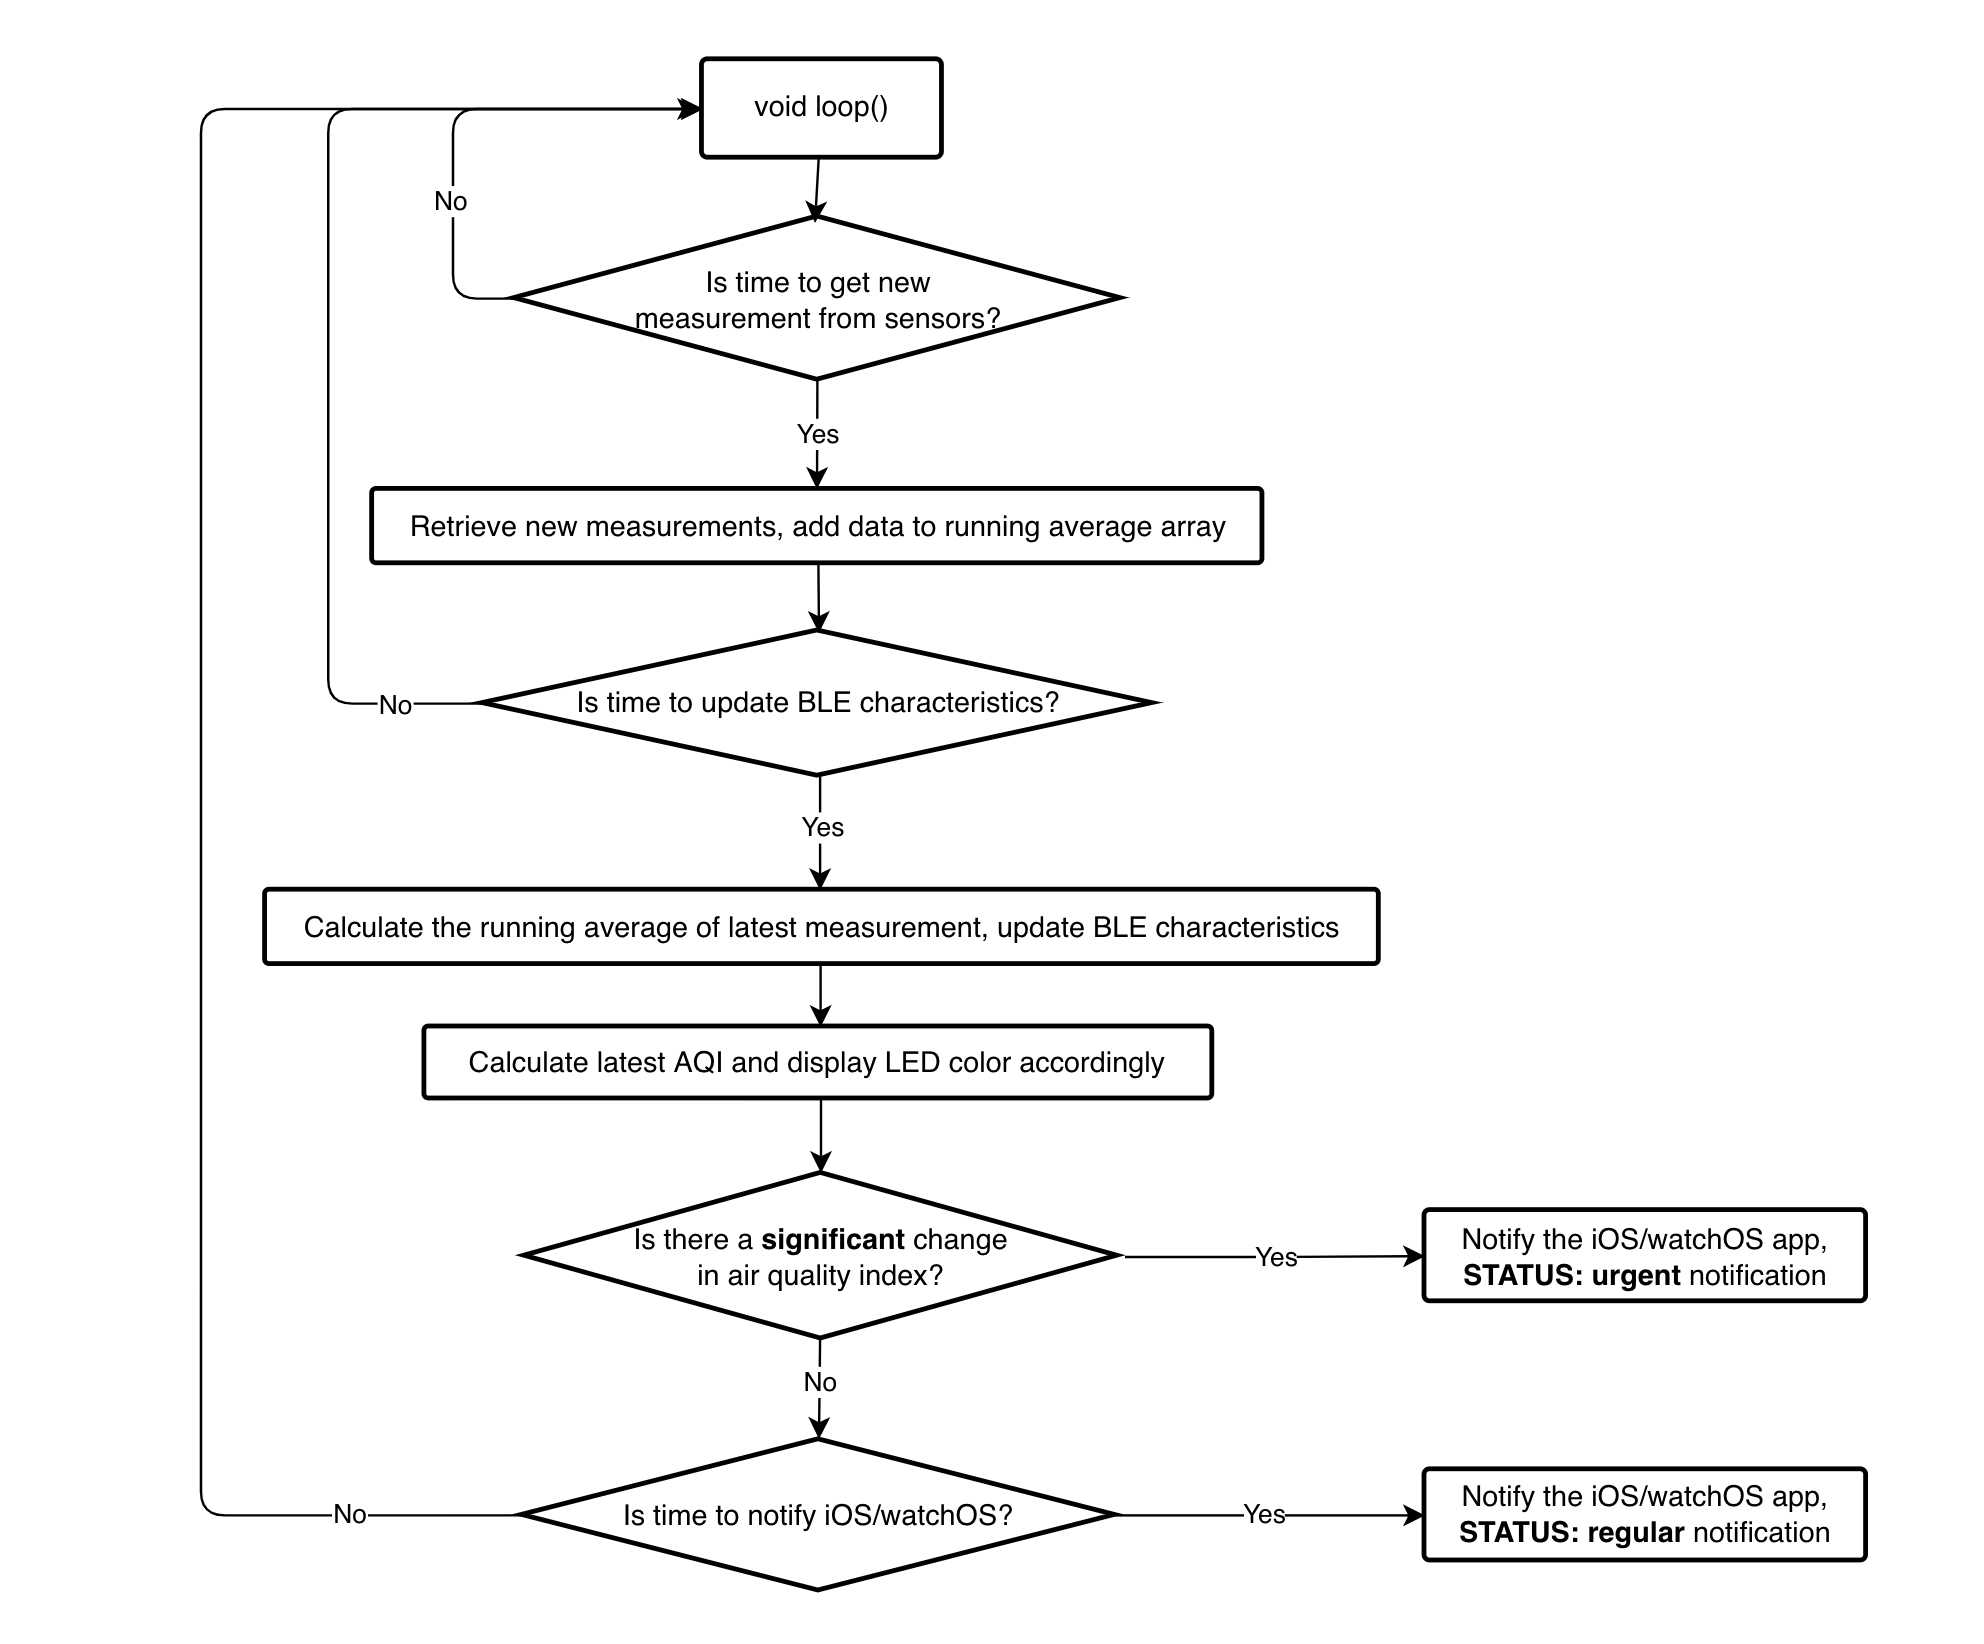 void loop()
No
Is time to get new
measurement from sensors?
Yes
Retrieve new measurements, add data to running average array
Is time to update BLE characteristics?
No
Yes
Calculate the running average of latest measurement, update BLE characteristics
Calculate latest AQI and display LED color accordingly
Is there a significant change
in air quality index?
Yes
Notify the iOS/watchOS app,
STATUS: urgent notification
No
Is time to notify iOS/watchOS?
No
Yes
Notify the iOS/watchOS app,
STATUS: regular notification